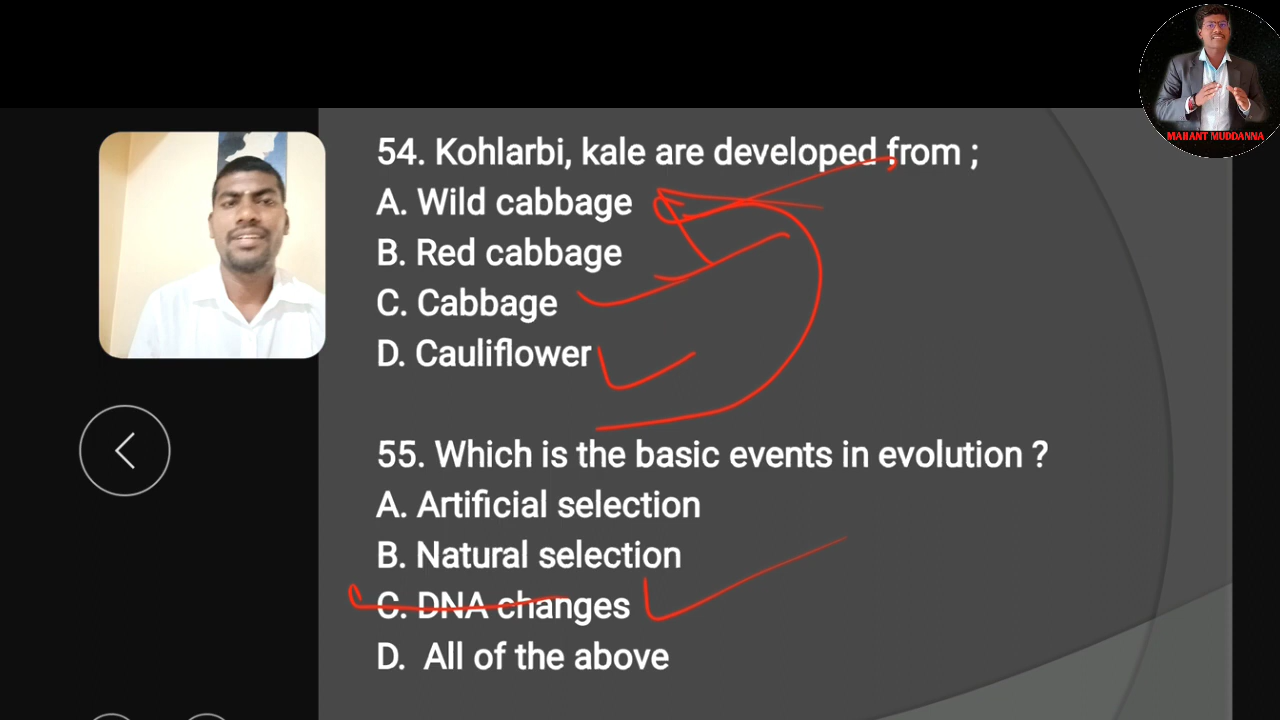 MAHANT MUDDANNA
54. Kohlarbi, kale are developed from ;
A. Wild cabbage
B. Red cabbage
C. Cabbage
D. Cauliflower
55. Which is the basic events in evolution ?
A. Artificial selection
B. Natural selection
C. DNA changes
D. All of the above